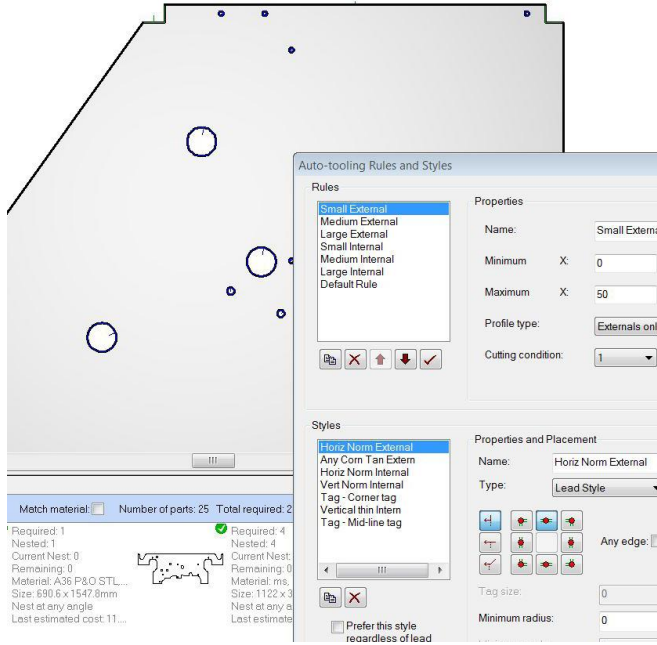 Auto-tooling Rules and Styles
Rules
Small External
Medium External
Large External
Small Internal
Medium Internal
Large Internal
Default Rule
Properties
Name: Small Externa
Minimum X: 0
Maximum X: 50
Profile type: Externals onl
Cutting condition: 1
Styles
Horiz Norm External
Any Corn Tan Extern
Horiz Norm Internal
Vert Norm Internal
Tag - Corner tag
Vertical thin Intern
Tag - Mid-line tag
Prefer this style
regardless of lead
Properties and Placement
Name: Horiz Norm External
Type: Lead Style
Any edge:
Tag size: 0
Minimum radius: 0
Match material: Number of parts: 25 Total required: 2
Required: 1
Nested: 1
Current Nest: 0
Remaining: 0
Material: A36 P&O STL,...
Size: 690.6 x 1547.8mm
Nest at any angle
Last estimated cost: 11....
Required: 4
Nested: 4
Current Nest:
Remaining: 0
Material: ms,
Size: 1122 x 3
Nest at any a
Last estimate